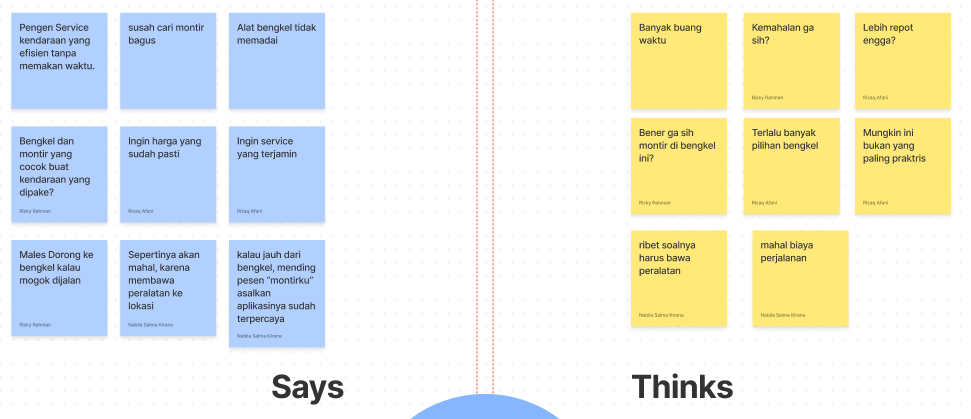 Pengen Service
kendaraan yang
efisien tanpa
memakan waktu.
susah cari montir
bagus
Alat bengkel tidak
memadai
Bengkel dan
montir yang
cocok buat
kendaraan yang
dipake?
Rizky Rahman
Ingin harga yang
sudah pasti
Rizaq Afani
Ingin service
yang terjamin
Rizaq Afani
Males Dorong ke
bengkel kalau
mogok dijalan
Rizky Rahman
Sepertinya akan
mahal, karena
membawa
peralatan ke
lokasi
Nabila Salma Kirana
kalau jauh dari
bengkel, mending
pesen "montirku"
asalkan
aplikasinya sudah
terpercaya
Nabila Salma Kirana
Says
Banyak buang
waktu
Kemahalan ga
sih?
Rizky Rahman
Lebih repot
engga?
Rizaq Afani
Bener ga sih
montir di bengkel
ini?
Rizky Rahman
Terlalu banyak
pilihan bengkel
Rizaq Afani
Mungkin ini
bukan yang
paling praktris
Rizaq Afani
ribet soalnya
harus bawa
peralatan
Nabila Salma Kirana
mahal biaya
perjalanan
Nabila Salma Kirana
Thinks